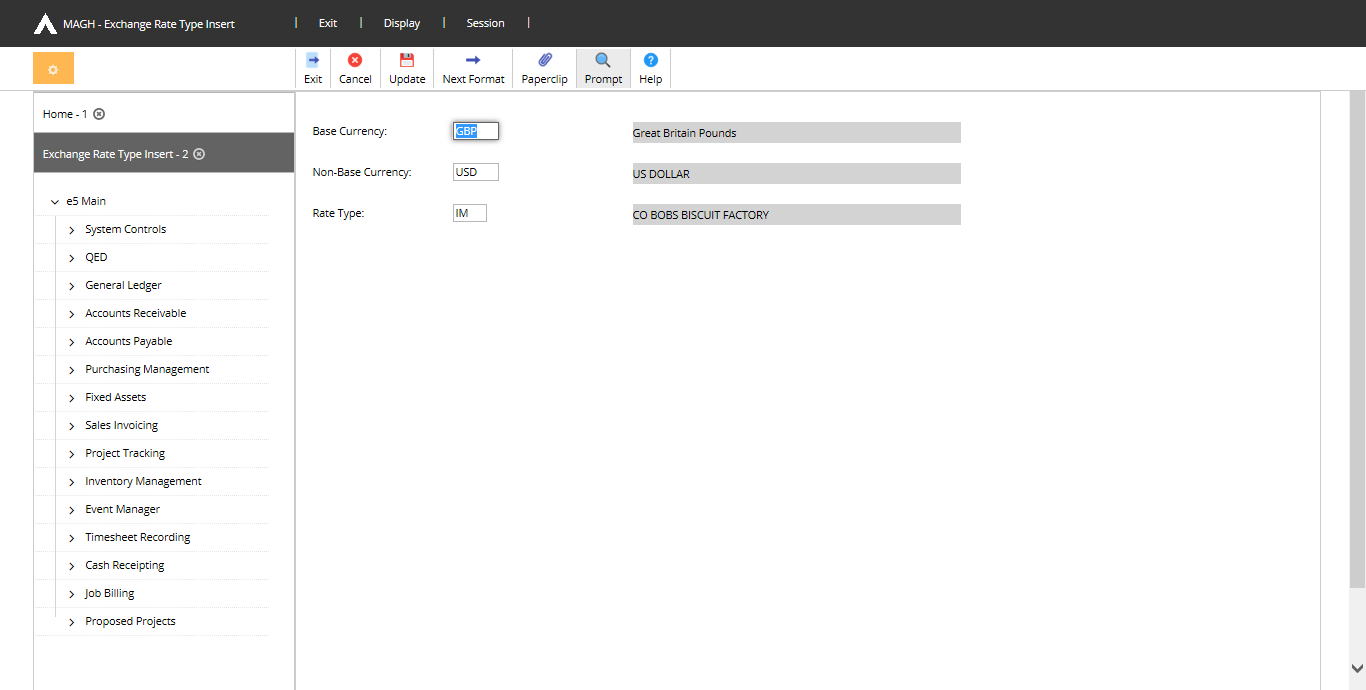 MAGH - Exchange Rate Type Insert | Exit | Display | Session |
Exit Cancel Update Next Format Paperclip Prompt Help
Home - 1
Exchange Rate Type Insert - 2
e5 Main
System Controls
QED
General Ledger
Accounts Receivable
Accounts Payable
Purchasing Management
Fixed Assets
Sales Invoicing
Project Tracking
Inventory Management
Event Manager
Timesheet Recording
Cash Receipting
Job Billing
Proposed Projects
Base Currency: GBP Great Britain Pounds
Non-Base Currency: USD US DOLLAR
Rate Type: IM CO BOBS BISCUIT FACTORY